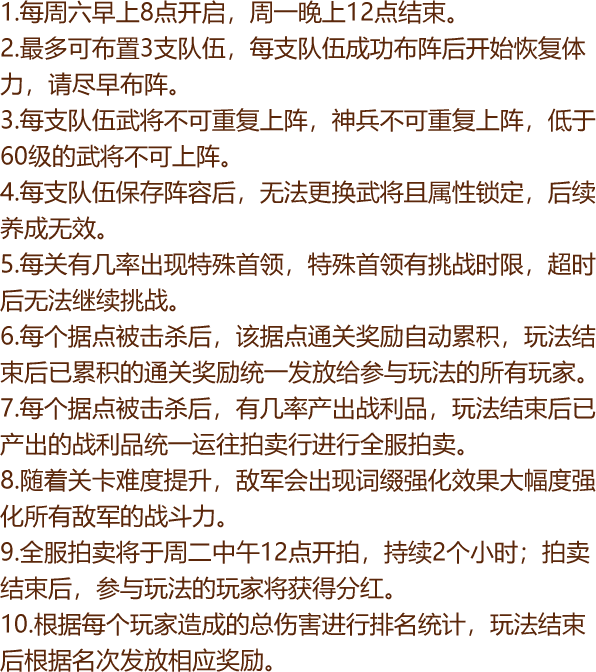 1.每周六早上8点开启，周一晚上12点结束。
2.最多可布置3支队伍，每支队伍成功布阵后开始恢复体
力，请尽早布阵。
3.每支队伍武将不可重复上阵，神兵不可重复上阵，低于
60级的武将不可上阵。
4.每支队伍保存阵容后，无法更换武将且属性锁定，后续
养成无效。
5.每关有几率出现特殊首领，特殊首领有挑战时限，超时
后无法继续挑战。
6.每个据点被击杀后，该据点通关奖励自动累积，玩法结
束后已累积的通关奖励统一发放给参与玩法的所有玩家。
7.每个据点被击杀后，有几率产出战利品，玩法结束后已
产出的战利品统一运往拍卖行进行全服拍卖。
8.随着关卡难度提升，敌军会出现词缀强化效果大幅度强
化所有敌军的战斗力。
9.全服拍卖将于周二中午12点开拍，持续2个小时；拍卖
结束后，参与玩法的玩家将获得分红。
10.根据每个玩家造成的总伤害进行排名统计，玩法结束
后根据名次发放相应奖励。